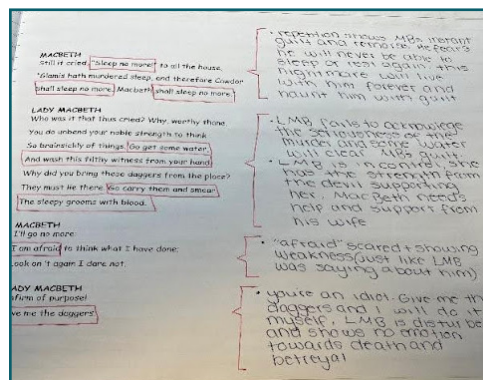 MACBETH
Still it cried, "Sleep no more!" to all the house.
"Glamis hath murdered sleep, and therefore Cawdor
shall sleep no more. Macbeth shall sleep no more.
LADY MACBETH
Who was it that thus cried? Why, worthy thane,
You do unbend your noble strength to think
So brainsickly of things. Go get some water
And wash this filthy witness from your hand.
Why did you bring these daggers from the place?
They must lie there. Go carry them and smear
The sleepy grooms with blood.
MACBETH
I'll go no more
I am afraid to think what I have done;
Look on 't again I dare not.
ADY MACBETH
firm of purpose!
ve me the daggers
• repetition shows MBs instant
guilt and remorse. He fears
he will never be able to
sleep or rest again. this
nightmare will live
with him forever and
haunt him with guilt
• LMB fails to acknowledge
the seriousness of the
murder and some water
will clear MBs guilt
• LMB is in control, she
has the strength from
the devil supporting
her. MacBeth needs
help and support from
his wife
• "afraid" scared + showing
weakness (just like LMB
was saying about him)
• you're an idiot. Give me th
daggers and I will do it
myself, LMB is disturbe
and shows no emotion
towards death and
betrayal